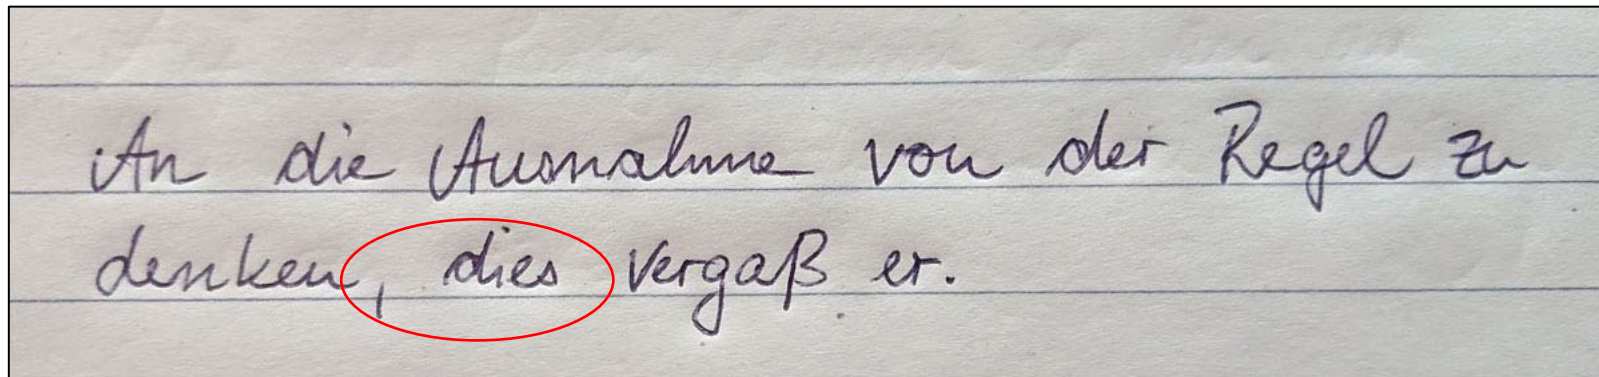 An die Ausnahme von der Regel zu
denken, dies vergaß er.